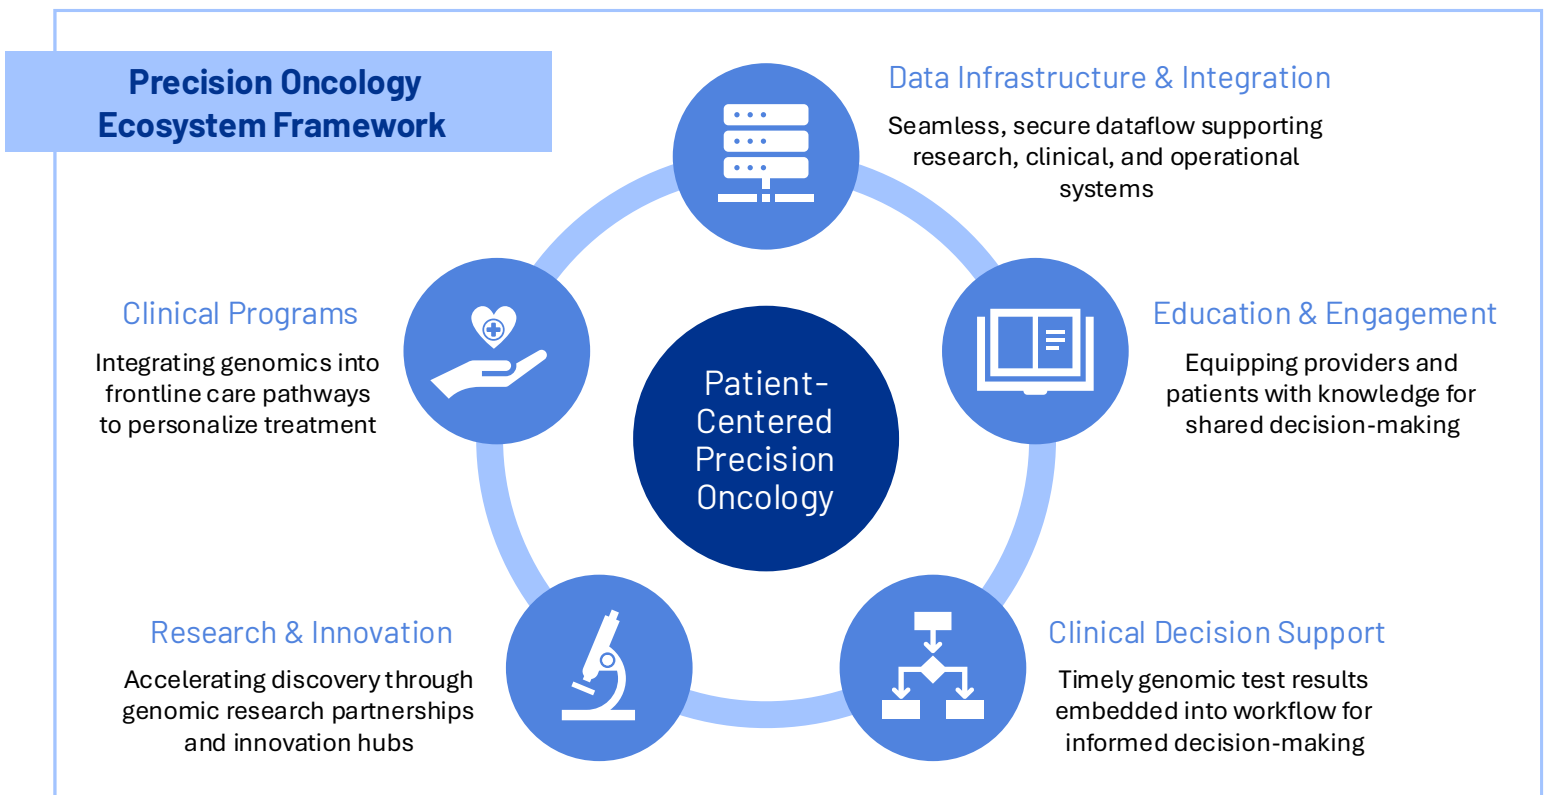 Precision Oncology
Ecosystem Framework
Data Infrastructure & Integration
Seamless, secure dataflow supporting
research, clinical, and operational
systems
Clinical Programs
Integrating genomics into
frontline care pathways
to personalize treatment
Patient-
Centered
Precision
Oncology
Education & Engagement
Equipping providers and
patients with knowledge for
shared decision-making
Research & Innovation
Accelerating discovery through
genomic research partnerships
and innovation hubs
Clinical Decision Support
Timely genomic test results
embedded into workflow for
informed decision-making